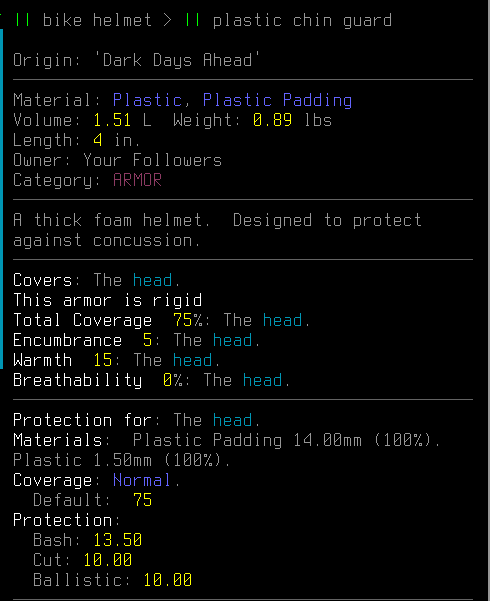 || bike helmet > || plastic chin guard
Origin: 'Dark Days Ahead'
Material: Plastic, Plastic Padding
Volume: 1.51 L  Weight: 0.89 lbs
Length: 4 in.
Owner: Your Followers
Category: ARMOR
A thick foam helmet.  Designed to protect
against concussion.
Covers: The head.
This armor is rigid
Total Coverage  75%: The head.
Encumbrance  5: The head.
Warmth  15: The head.
Breathability  0%: The head.
Protection for: The head.
Materials:  Plastic Padding 14.00mm (100%).
Plastic 1.50mm (100%).
Coverage: Normal.
Default:  75
Protection:
Bash: 13.50
Cut: 10.00
Ballistic: 10.00